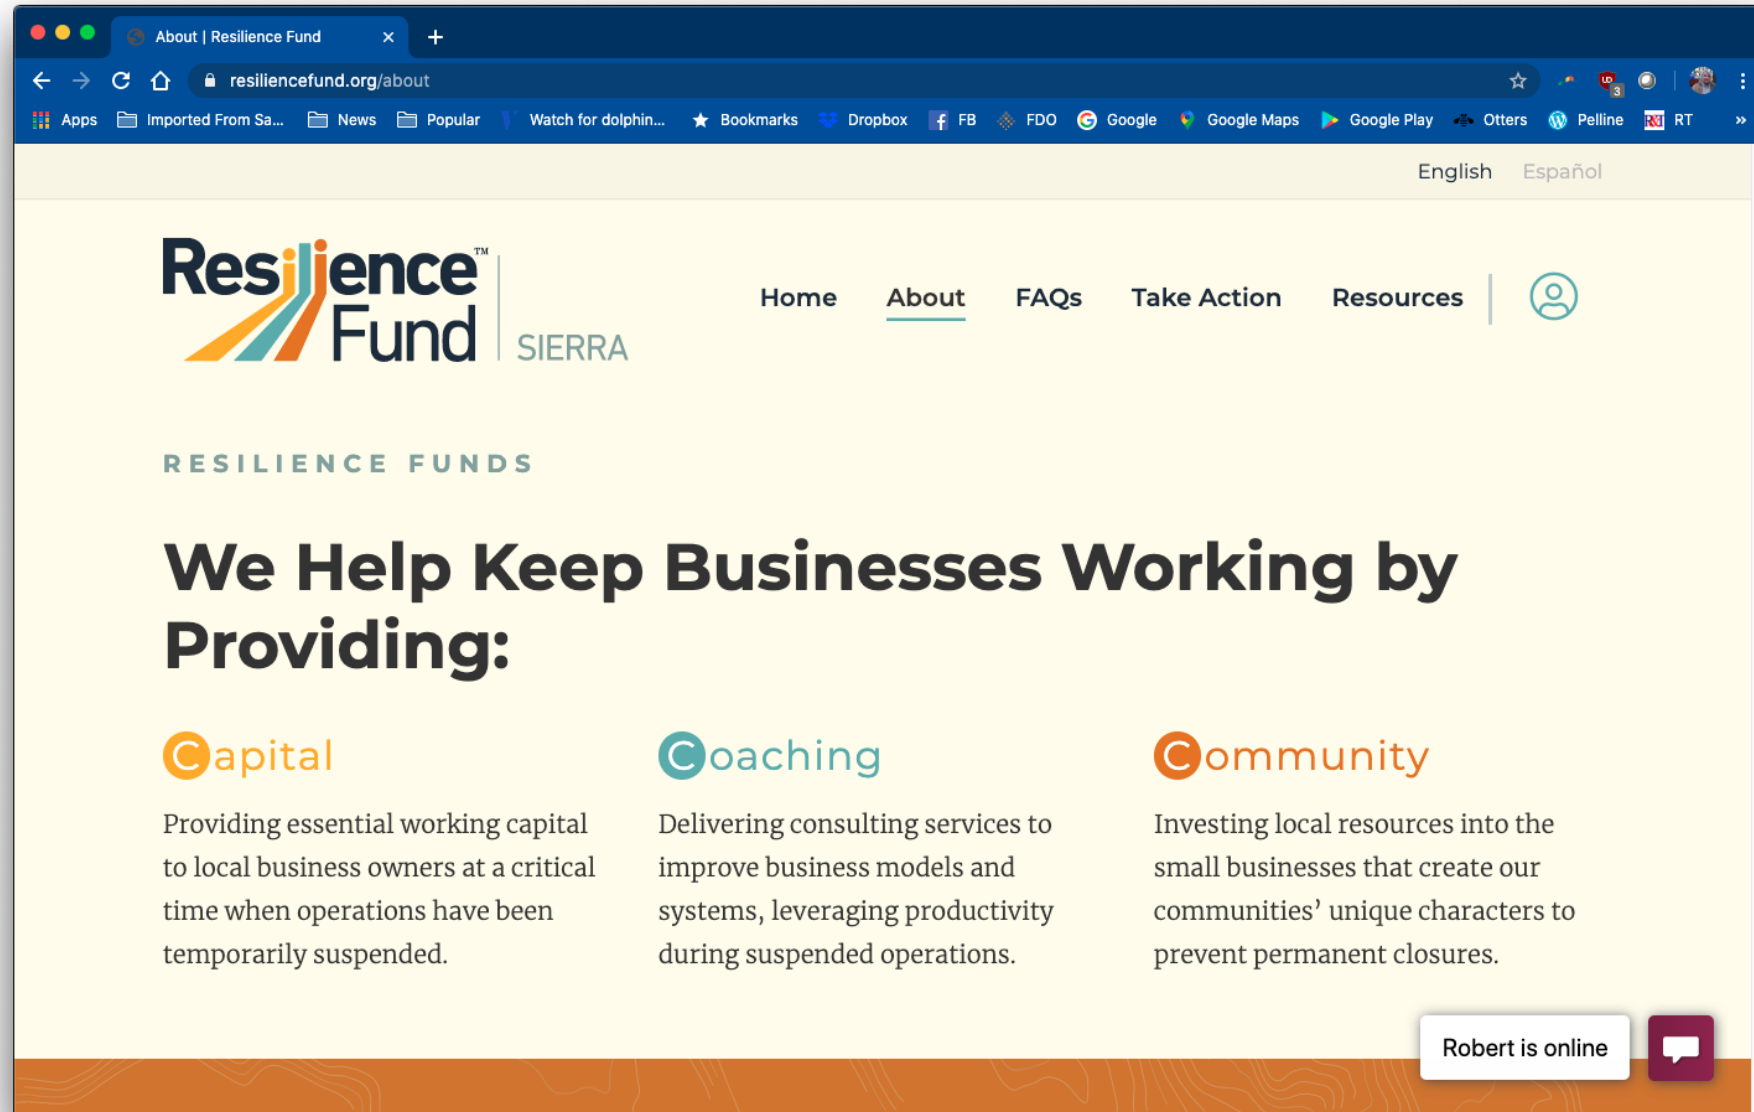 About | Resilience Fund
resiliencefund.org/about
3
Apps Imported From Sa... News Popular Watch for dolphin... Bookmarks Dropbox FB FDO Google Google Maps Google Play Otters Pelline RT »
English Español
Resilience™
Fund SIERRA
Home About FAQs Take Action Resources
RESILIENCE FUNDS
We Help Keep Businesses Working by
Providing:
Capital
Providing essential working capital
to local business owners at a critical
time when operations have been
temporarily suspended.
Coaching
Delivering consulting services to
improve business models and
systems, leveraging productivity
during suspended operations.
Community
Investing local resources into the
small businesses that create our
communities’ unique characters to
prevent permanent closures.
Robert is online